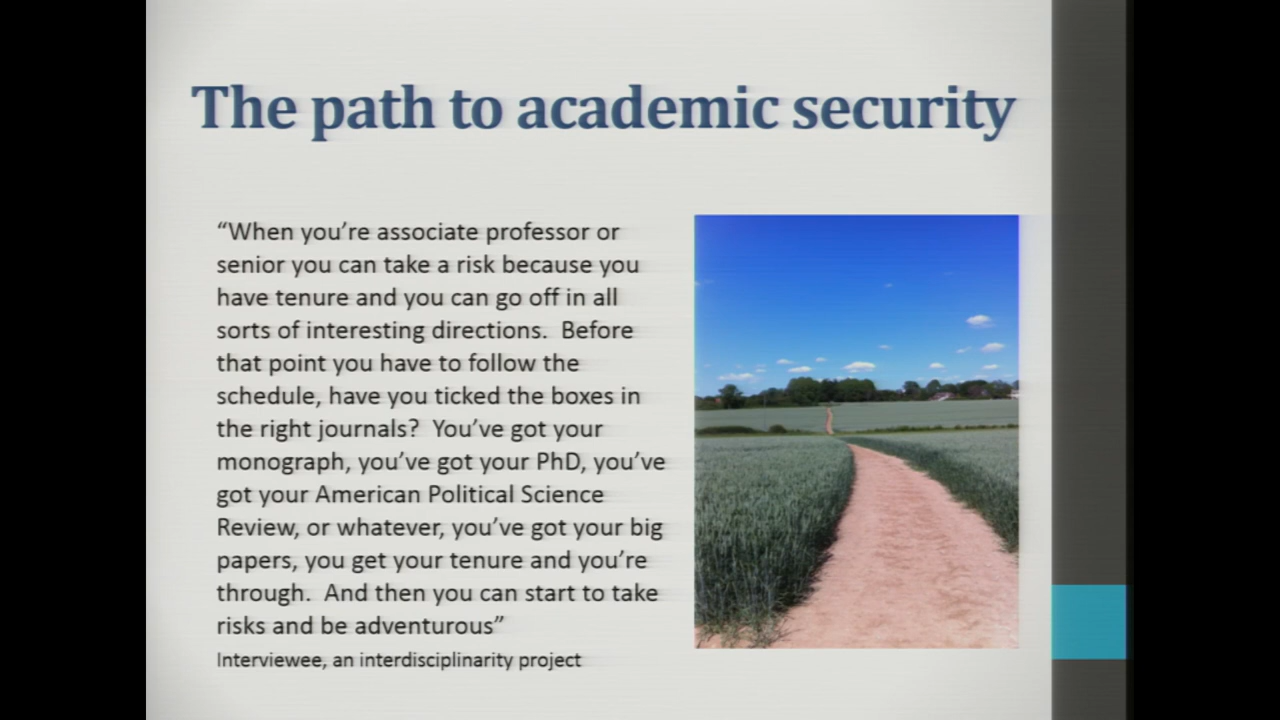 The path to academic security
“When you’re associate professor or
senior you can take a risk because you
have tenure and you can go off in all
sorts of interesting directions.  Before
that point you have to follow the
schedule, have you ticked the boxes in
the right journals?  You’ve got your
monograph, you’ve got your PhD, you’ve
got your American Political Science
Review, or whatever, you’ve got your big
papers, you get your tenure and you’re
through.  And then you can start to take
risks and be adventurous”
Interviewee, an interdisciplinarity project